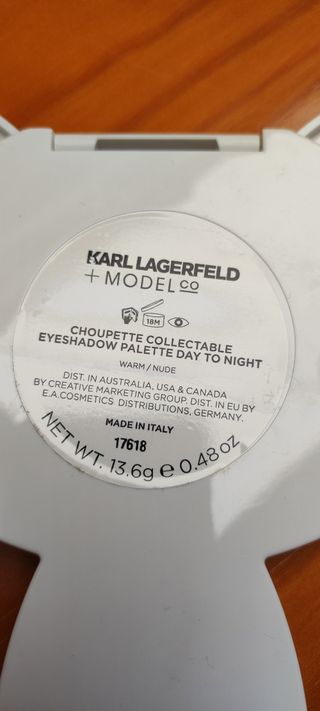 KARL LAGERFELD
+ MODEL CO
18M
CHOUPETTE COLLECTABLE
EYESHADOW PALETTE DAY TO NIGHT
WARM / NUDE
DIST. IN AUSTRALIA, USA & CANADA
BY CREATIVE MARKETING GROUP. DIST. IN EU BY
E.A.COSMETICS DISTRIBUTIONS, GERMANY.
MADE IN ITALY
17618
NET WT. 13.6g e 0.48 oz